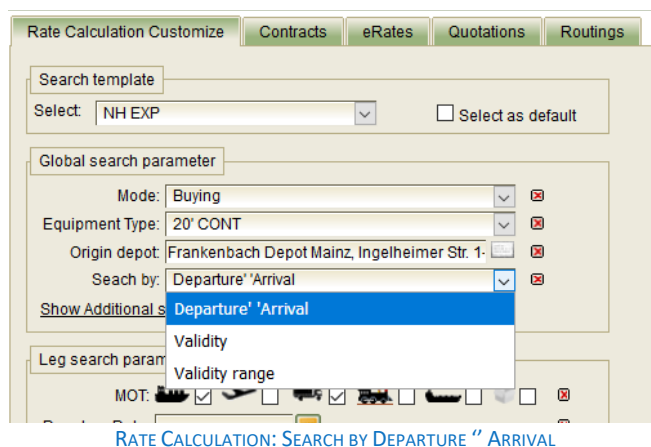 Rate Calculation Customize Contracts eRates Quotations Routings
Search template
Select: NH EXP Select as default
Global search parameter
Mode: Buying
Equipment Type: 20' CONT
Origin depot: Frankenbach Depot Mainz, Ingelheimer Str. 1-
Seach by: Departure' 'Arrival
Show Additional s
Departure' 'Arrival
Validity
Leg search param
Validity range
MOT:
RATE CALCULATION: SEARCH BY DEPARTURE ‘’ ARRIVAL